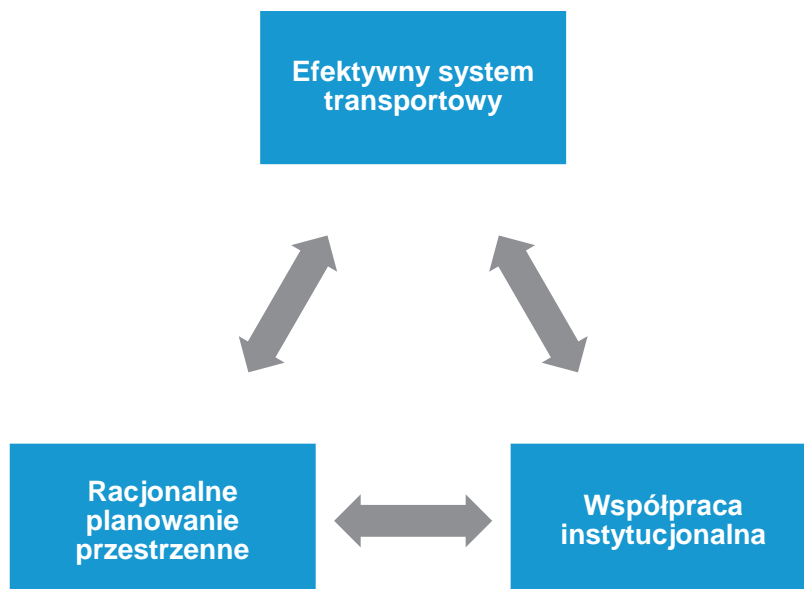 Efektywny system
transportowy
Racjonalne
planowanie
przestrzenne
Współpraca
instytucjonalna